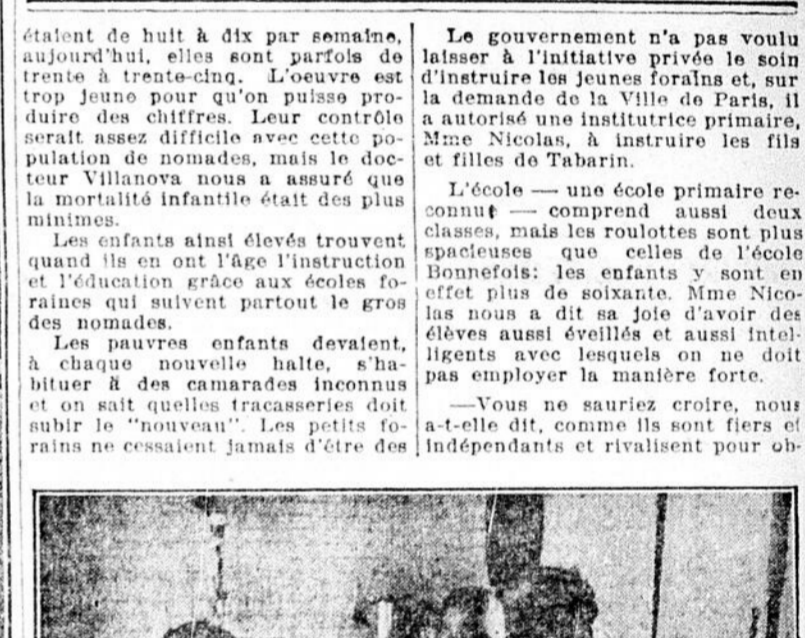 étaient de huit à dix par semaine,
aujourd'hui, elles sont parfois de
trente à trente-cinq. L'oeuvre est
trop jeune pour qu'on puisse pro-
duire des chiffres. Leur contrôle
serait assez difficile avec cette po-
pulation de nomades, mais le doc-
teur Villanova nous a assuré que
la mortalité infantile était des plus
minimes.
Les enfants ainsi élevés trouvent
quand ils en ont l'âge l'instruction
et l'éducation grâce aux écoles fo-
raines qui suivent partout le gros
des nomades.
Les pauvres enfants devaient,
à chaque nouvelle halte, s'ha-
bituer à des camarades inconnus
et on sait quelles tracasseries doit
subir le "nouveau". Les petits fo-
rains ne cessaient jamais d'être des
Le gouvernement n'a pas voulu
laisser à l'initiative privée le soin
d'instruire les jeunes forains et, sur
la demande de la Ville de Paris, il
a autorisé une institutrice primaire,
Mme Nicolas, à instruire les fils
et filles de Tabarin.
L'école — une école primaire re-
connut — comprend aussi deux
classes, mais les roulottes sont plus
spacieuses que celles de l'école
Bonnefois: les enfants y sont en
effet plus de soixante. Mme Nico-
las nous a dit sa joie d'avoir des
élèves aussi éveillés et aussi intel-
ligents avec lesquels on ne doit
pas employer la manière forte.
—Vous ne sauriez croire, nous
a-t-elle dit, comme ils sont fiers et
indépendants et rivalisent pour ob-